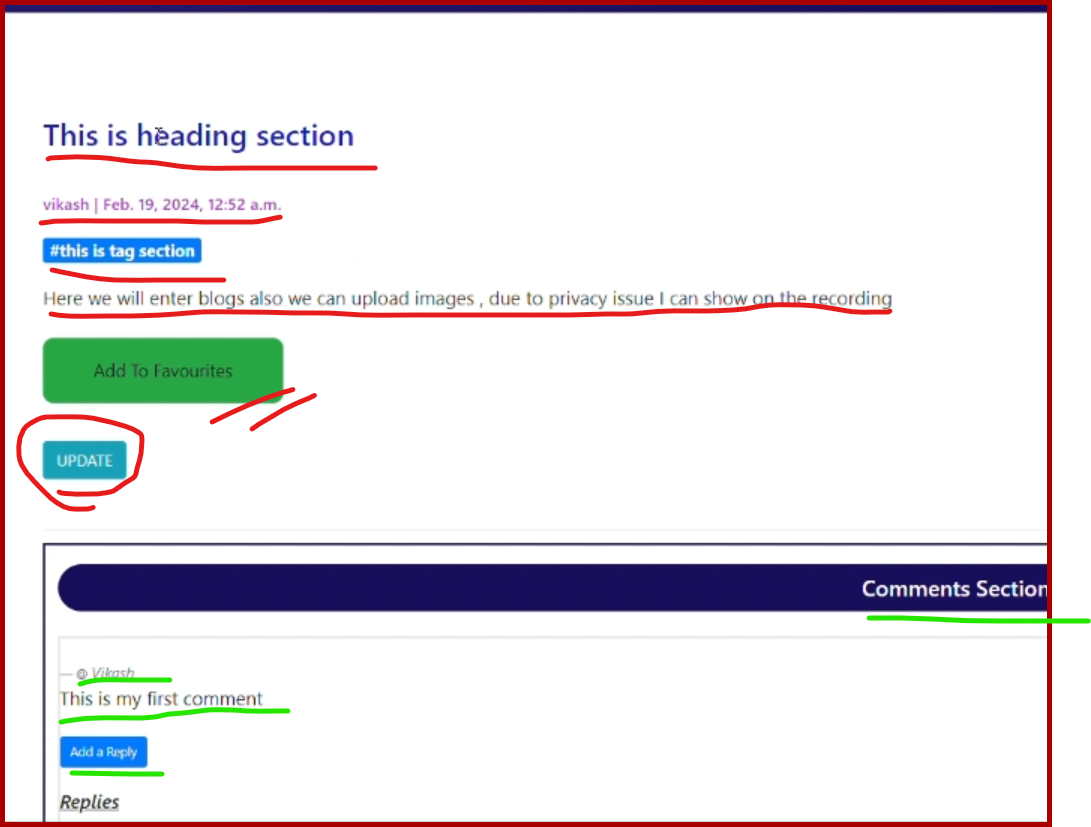 This is heading section
vikash | Feb. 19, 2024, 12:52 a.m.
#this is tag section
Here we will enter blogs also we can upload images , due to privacy issue I can show on the recording
Add To Favourites
UPDATE
Comments Section
— @ Vikash
This is my first comment
Add a Reply
Replies